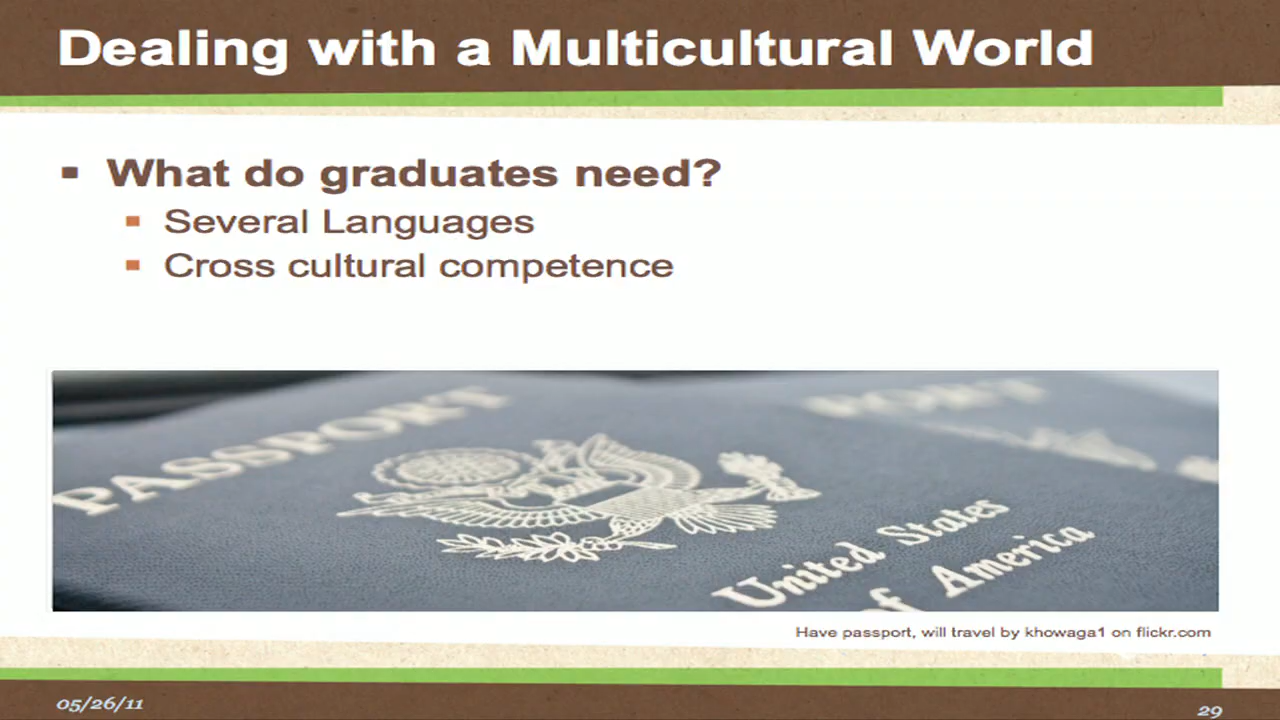 Dealing with a Multicultural World
What do graduates need?
Several Languages
Cross cultural competence
PASSPORT
PORT
United States
of America
Have passport, will travel by khowaga1 on flickr.com
05/26/11
29